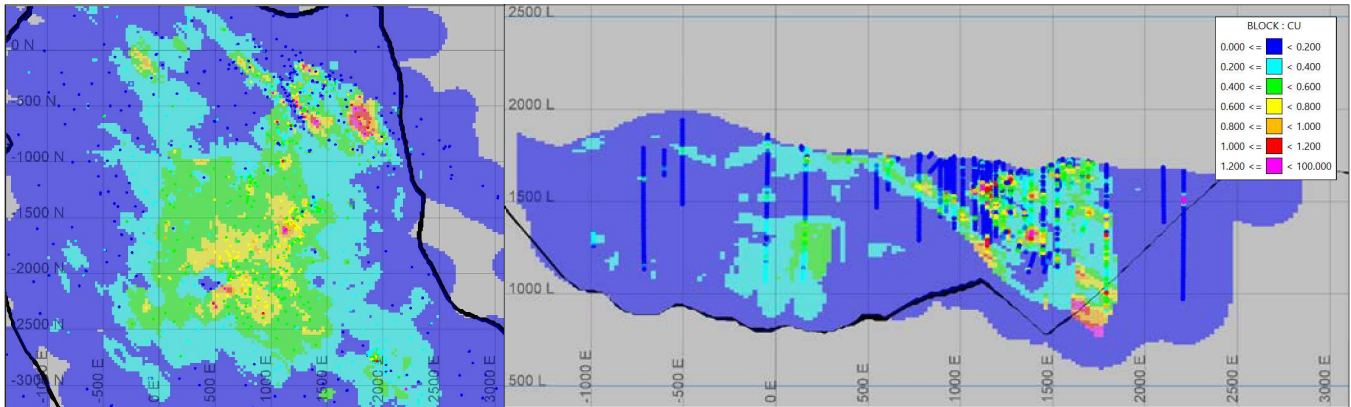 0 N
-500 N
-1000 N
-1500 N
-2000 N
-2500 N
-3000 N
-1000 E
-500 E
0 E
500 E
1000 E
1500 E
2000 E
2500 E
3000 E
2500 L
2000 L
1500 L
1000 L
500 L
-1000 E
-500 E
0 E
500 E
1000 E
1500 E
2000 E
2500 E
3000 E
BLOCK : CU
0.000 <= < 0.200
0.200 <= < 0.400
0.400 <= < 0.600
0.600 <= < 0.800
0.800 <= < 1.000
1.000 <= < 1.200
1.200 <= < 100.000